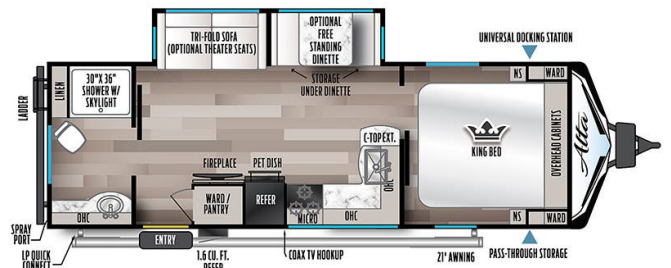 TRI-FOLD SOFA
(OPTIONAL THEATER SEATS)
OPTIONAL
FREE
STANDING
DINETTE
STORAGE
UNDER DINETTE
UNIVERSAL DOCKING STATION
LADDER
LINEN
30"X 36"
SHOWER W/
SKYLIGHT
NS
WARD
C-TOP EXT.
OHC
KING BED
OVERHEAD CABINETS
Alta
FIREPLACE
PET DISH
WARD /
PANTRY
REFER
MICRO
OHC
OHC
NS
WARD
SPRAY
PORT
LP QUICK
CONNECT
ENTRY
1.6 CU. FT.
REFER
COAX TV HOOKUP
21' AWNING
PASS-THROUGH STORAGE